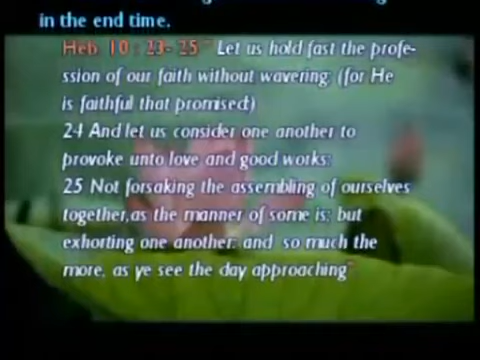 in the end time.
Heb. 10 : 23- 25 " Let us hold fast the profe-
ssion of our faith without wavering; (for He
is faithful that promised;)
24 And let us consider one another to
provoke unto love and good works:
25 Not forsaking the assembling of ourselves
together,as the manner of some is; but
exhorting one another: and so much the
more, as ye see the day approaching"